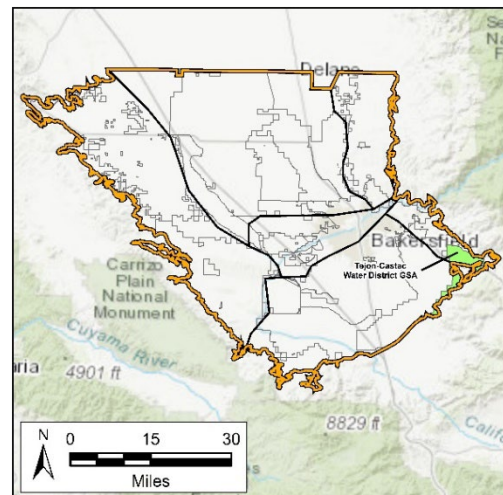 Delano
Bakersfield
Tejon-Castac
Water District GSA
Carrizo
Plain
National
Monument
Cuyama River
4901 ft
8829 ft
N
0 15 30
Miles